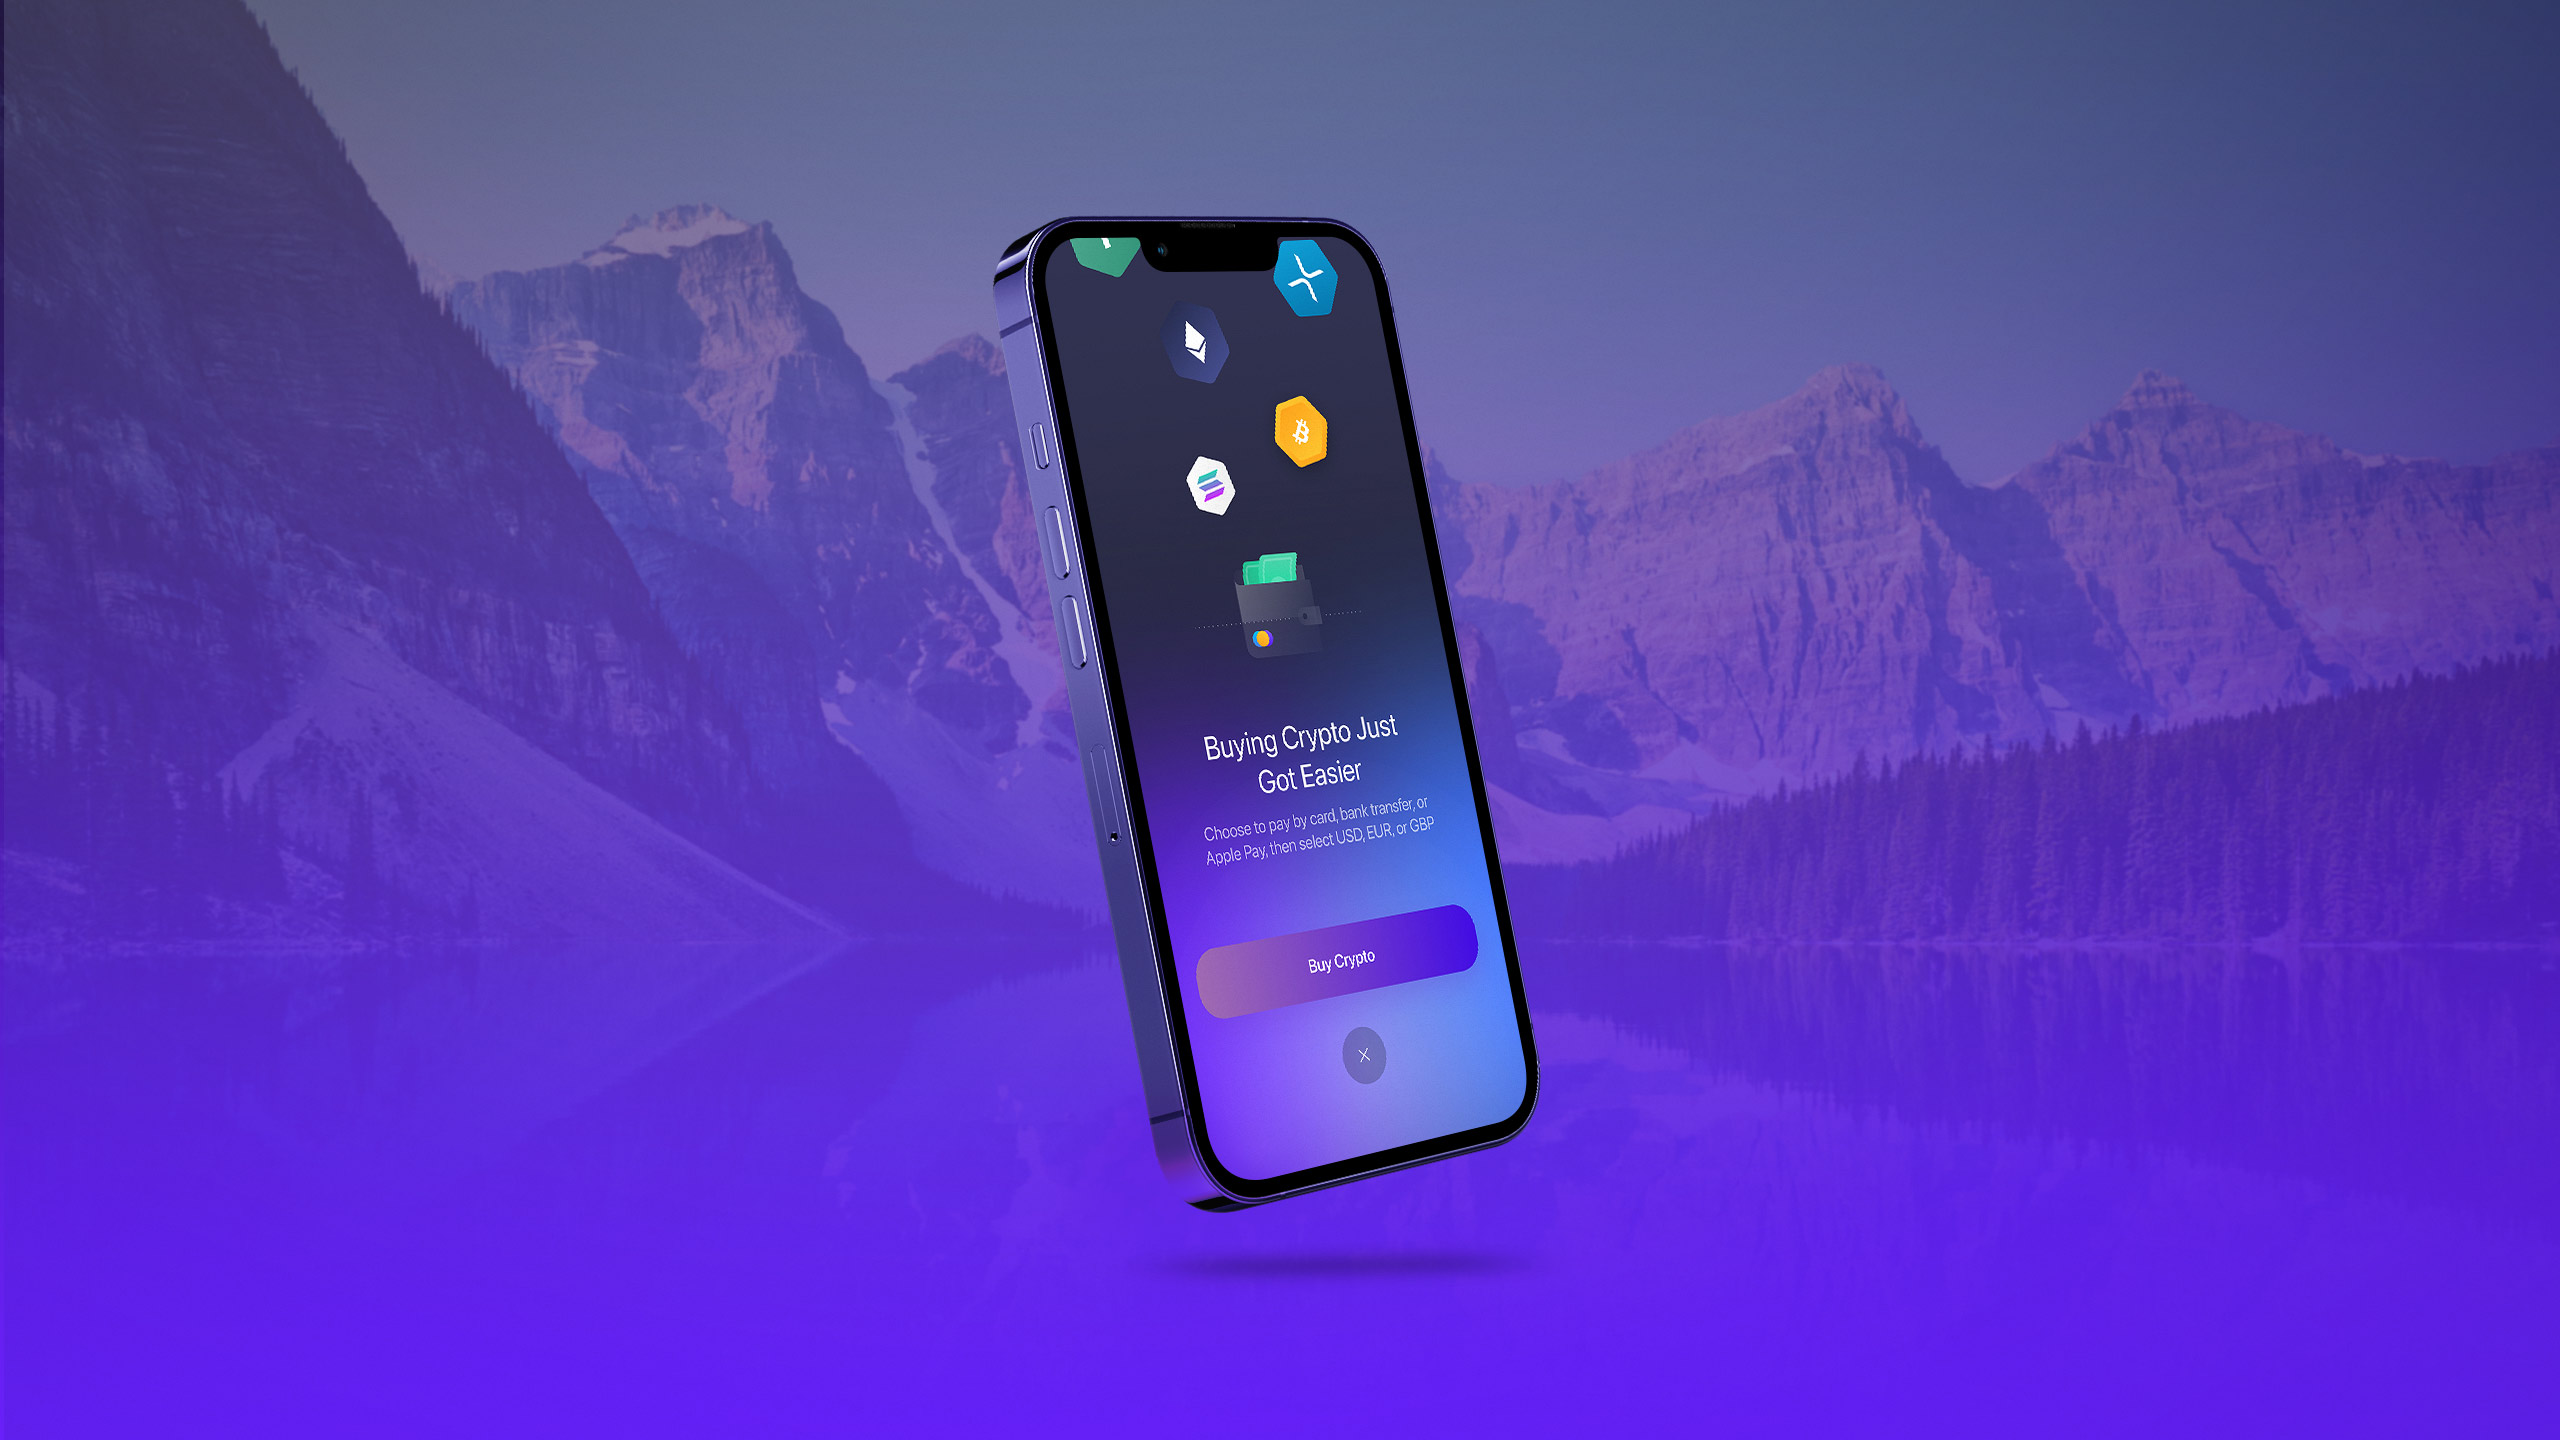 Buying Crypto Just
Got Easier
Choose to pay by card, bank transfer, or
Apple Pay, then select USD, EUR, or GBP
Buy Crypto